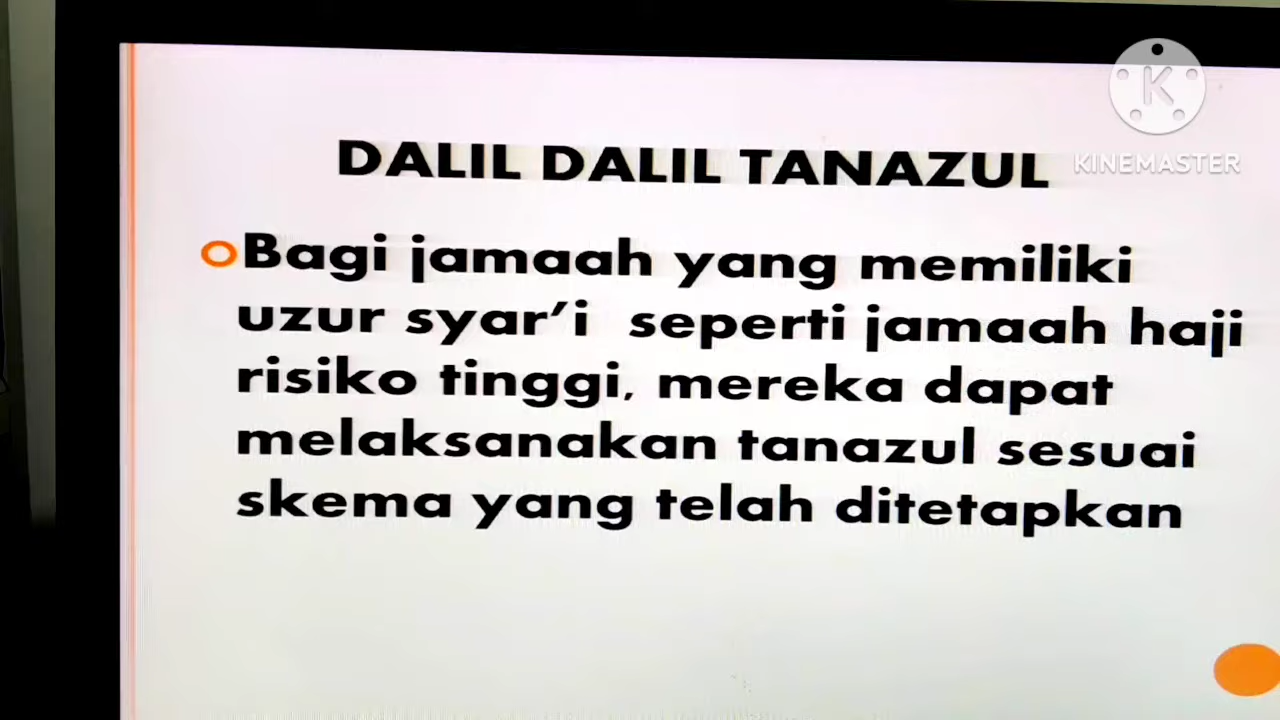 K
KINEMASTER
DALIL DALIL TANAZUL
Bagi jamaah yang memiliki
uzur syar’i seperti jamaah haji
risiko tinggi, mereka dapat
melaksanakan tanazul sesuai
skema yang telah ditetapkan